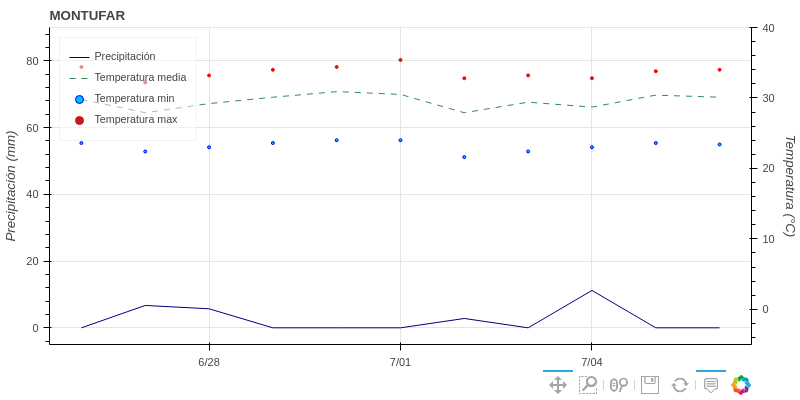 MONTUFAR
Precipitación
Temperatura media
Temperatura min
Temperatura max
Precipitación (mm)
80
60
40
20
0
Temperatura (°C)
40
30
20
10
0
6/28
7/01
7/04